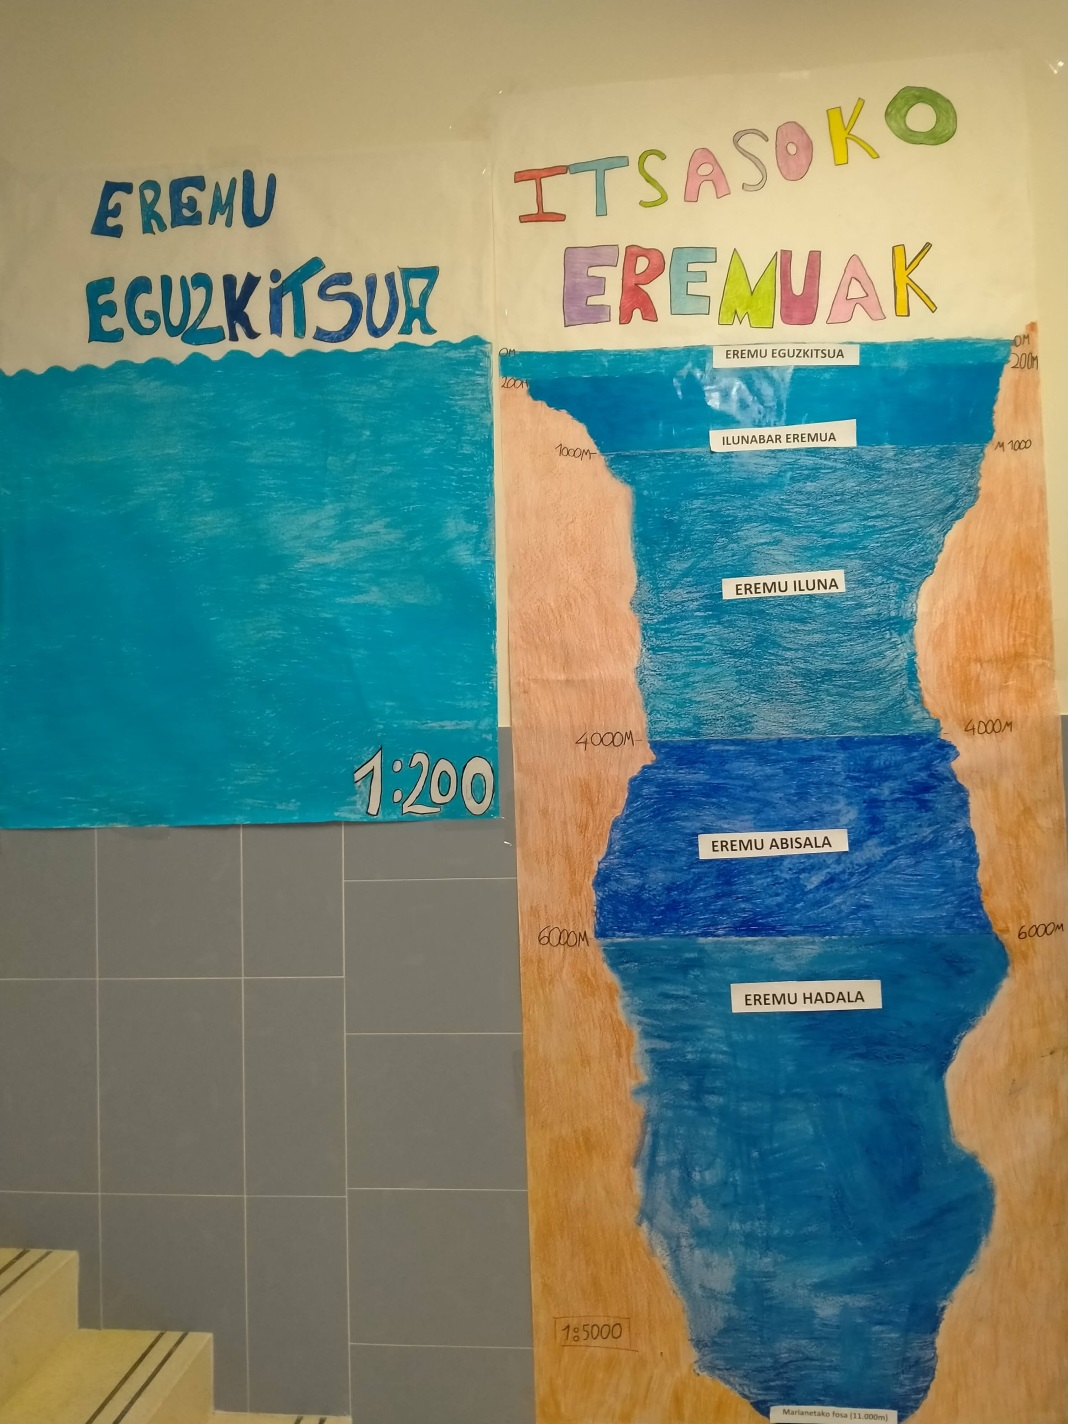 EREMU
EGUZKITSUA
1:200
ITSASOKO
EREMUAK
0M
0M
EREMU EGUZKITSUA
200M
200M
ILUNABAR EREMUA
1000M
M 1000
EREMU ILUNA
4000M
4000M
EREMU ABISALA
6000M
6000M
EREMU HADALA
1:5000
Marianetako fosa (11.000m)